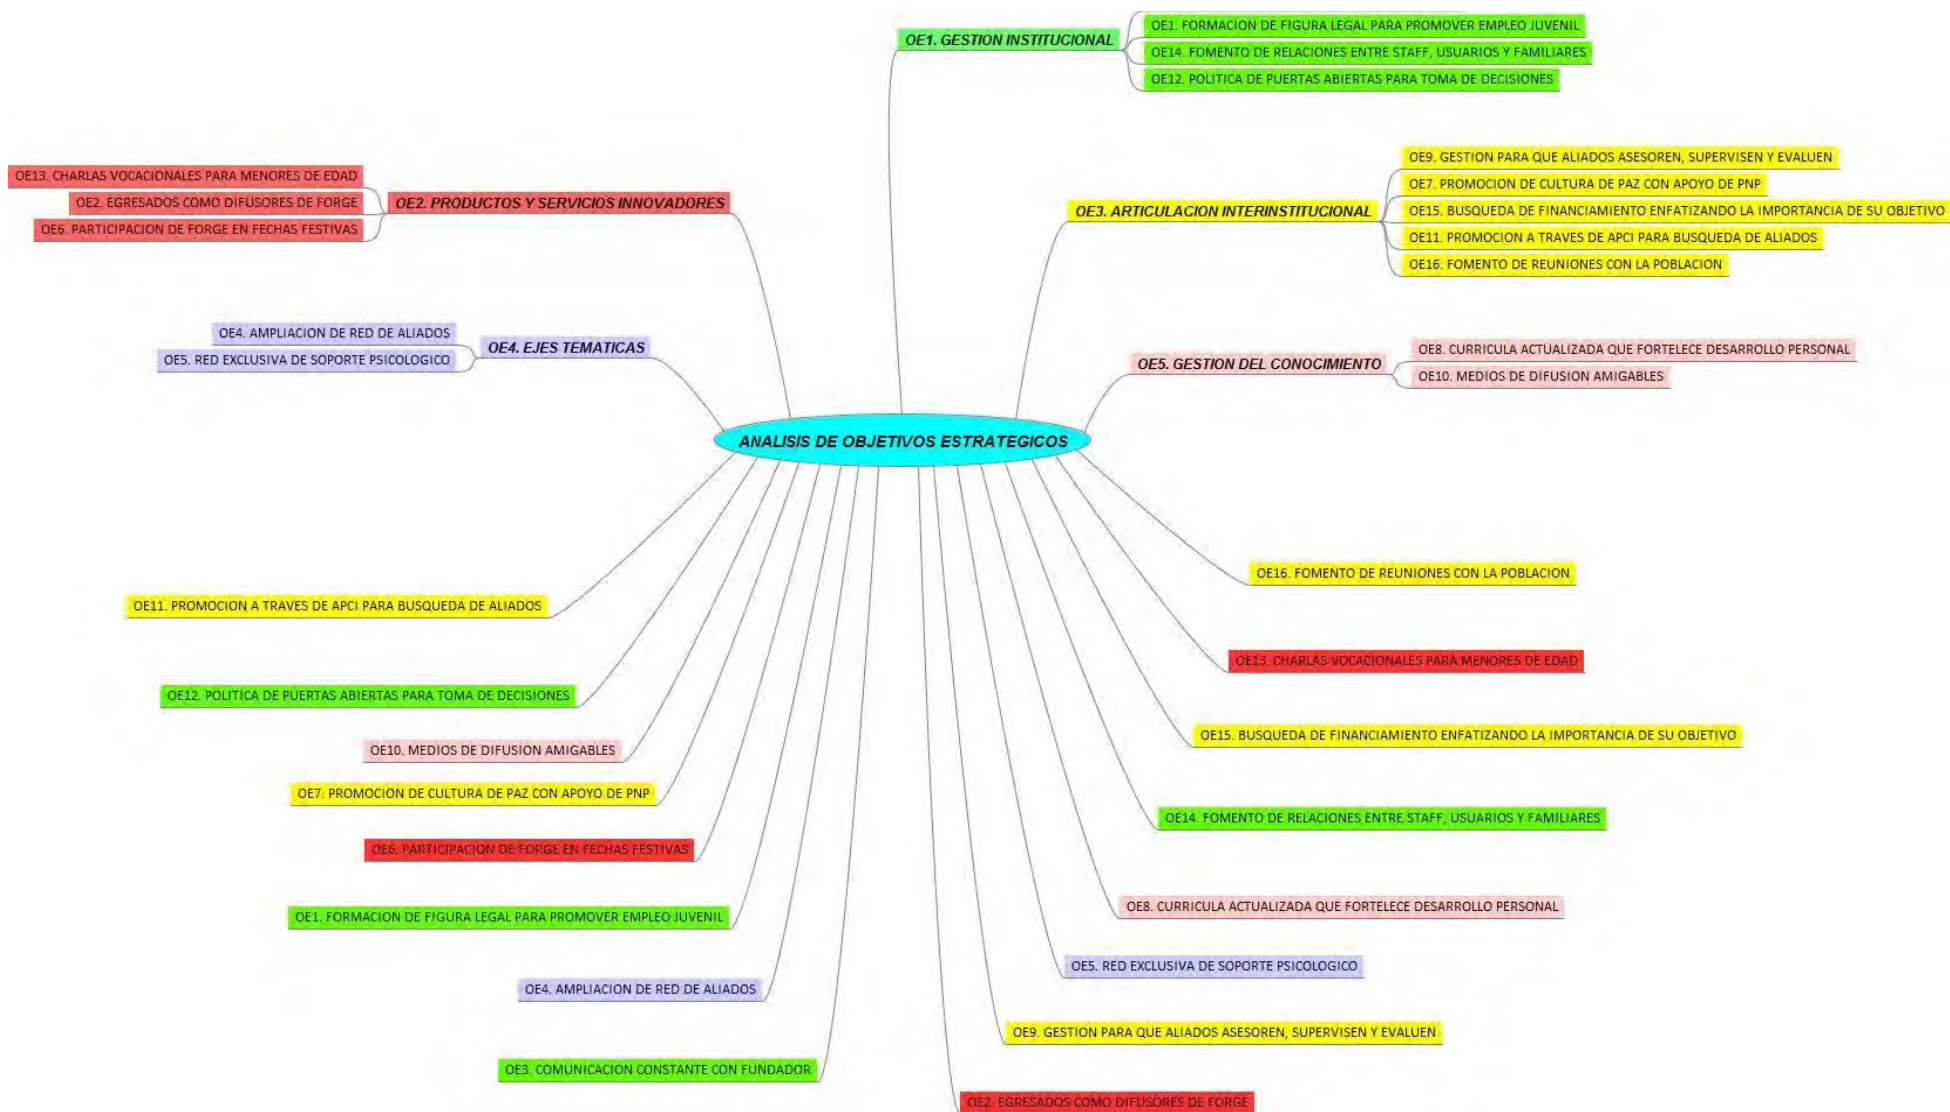 OE1. GESTION INSTITUCIONAL
OE1. FORMACION DE FIGURA LEGAL PARA PROMOVER EMPLEO JUVENIL
OE14. FOMENTO DE RELACIONES ENTRE STAFF, USUARIOS Y FAMILIARES
OE12. POLITICA DE PUERTAS ABIERTAS PARA TOMA DE DECISIONES
OE13. CHARLAS VOCACIONALES PARA MENORES DE EDAD
OE2. EGRESADOS COMO DIFUSORES DE FORGE
OE6. PARTICIPACION DE FORGE EN FECHAS FESTIVAS
OE2. PRODUCTOS Y SERVICIOS INNOVADORES
OE3. ARTICULACION INTERINSTITUCIONAL
OE9. GESTION PARA QUE ALIADOS ASESOREN, SUPERVISEN Y EVALUEN
OE7. PROMOCION DE CULTURA DE PAZ CON APOYO DE PNP
OE15. BUSQUEDA DE FINANCIAMIENTO ENFATIZANDO LA IMPORTANCIA DE SU OBJETIVO
OE11. PROMOCION A TRAVES DE APCI PARA BUSQUEDA DE ALIADOS
OE16. FOMENTO DE REUNIONES CON LA POBLACION
OE4. AMPLIACION DE RED DE ALIADOS
OE5. RED EXCLUSIVA DE SOPORTE PSICOLOGICO
OE4. EJES TEMATICAS
OE5. GESTION DEL CONOCIMIENTO
OE8. CURRICULA ACTUALIZADA QUE FORTELECE DESARROLLO PERSONAL
OE10. MEDIOS DE DIFUSION AMIGABLES
ANALISIS DE OBJETIVOS ESTRATEGICOS
OE11. PROMOCION A TRAVES DE APCI PARA BUSQUEDA DE ALIADOS
OE12. POLITICA DE PUERTAS ABIERTAS PARA TOMA DE DECISIONES
OE10. MEDIOS DE DIFUSION AMIGABLES
OE7. PROMOCION DE CULTURA DE PAZ CON APOYO DE PNP
OE6. PARTICIPACION DE FORGE EN FECHAS FESTIVAS
OE1. FORMACION DE FIGURA LEGAL PARA PROMOVER EMPLEO JUVENIL
OE4. AMPLIACION DE RED DE ALIADOS
OE3. COMUNICACION CONSTANTE CON FUNDADOR
OE16. FOMENTO DE REUNIONES CON LA POBLACION
OE13. CHARLAS VOCACIONALES PARA MENORES DE EDAD
OE15. BUSQUEDA DE FINANCIAMIENTO ENFATIZANDO LA IMPORTANCIA DE SU OBJETIVO
OE14. FOMENTO DE RELACIONES ENTRE STAFF, USUARIOS Y FAMILIARES
OE8. CURRICULA ACTUALIZADA QUE FORTELECE DESARROLLO PERSONAL
OE5. RED EXCLUSIVA DE SOPORTE PSICOLOGICO
OE9. GESTION PARA QUE ALIADOS ASESOREN, SUPERVISEN Y EVALUEN
OE2. EGRESADOS COMO DIFUSORES DE FORGE